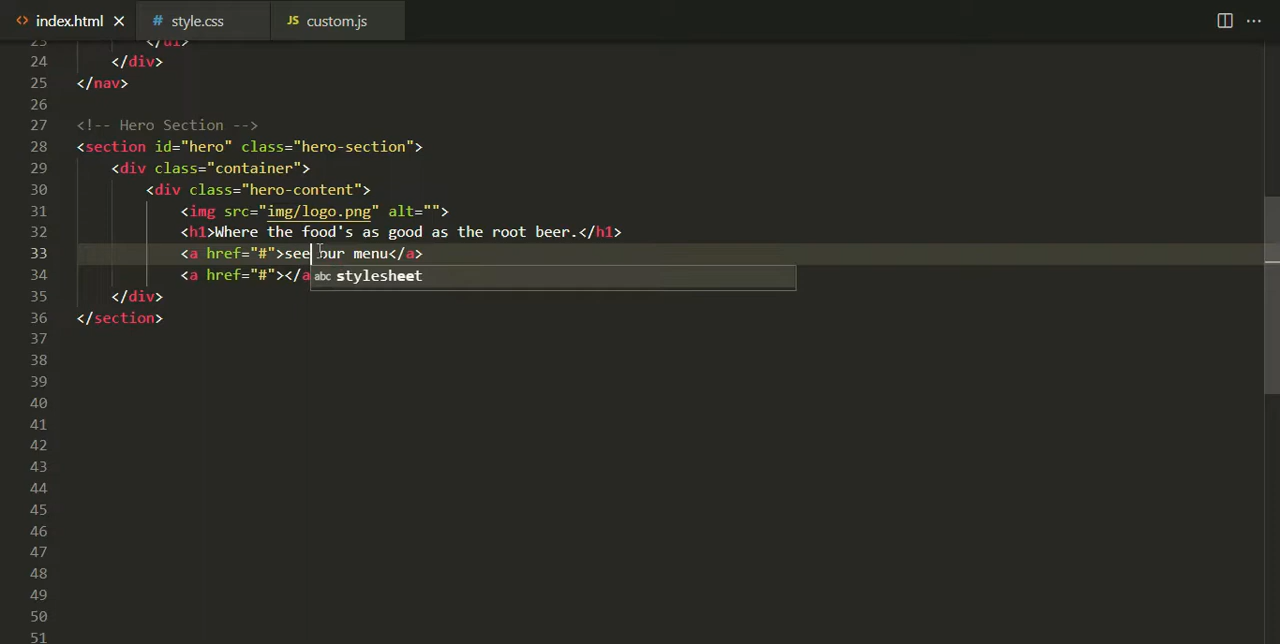 <> index.html × # style.css JS custom.js ···
23 </ul>
24 </div>
25 </nav>
26
27 <!-- Hero Section -->
28 <section id="hero" class="hero-section">
29 <div class="container">
30 <div class="hero-content">
31 <img src="img/logo.png" alt="">
32 <h1>Where the food's as good as the root beer.</h1>
33 <a href="#">see our menu</a>
34 <a href="#"></a
abc stylesheet
35 </div>
36 </section>
37
38
39
40
41
42
43
44
45
46
47
48
49
50
51